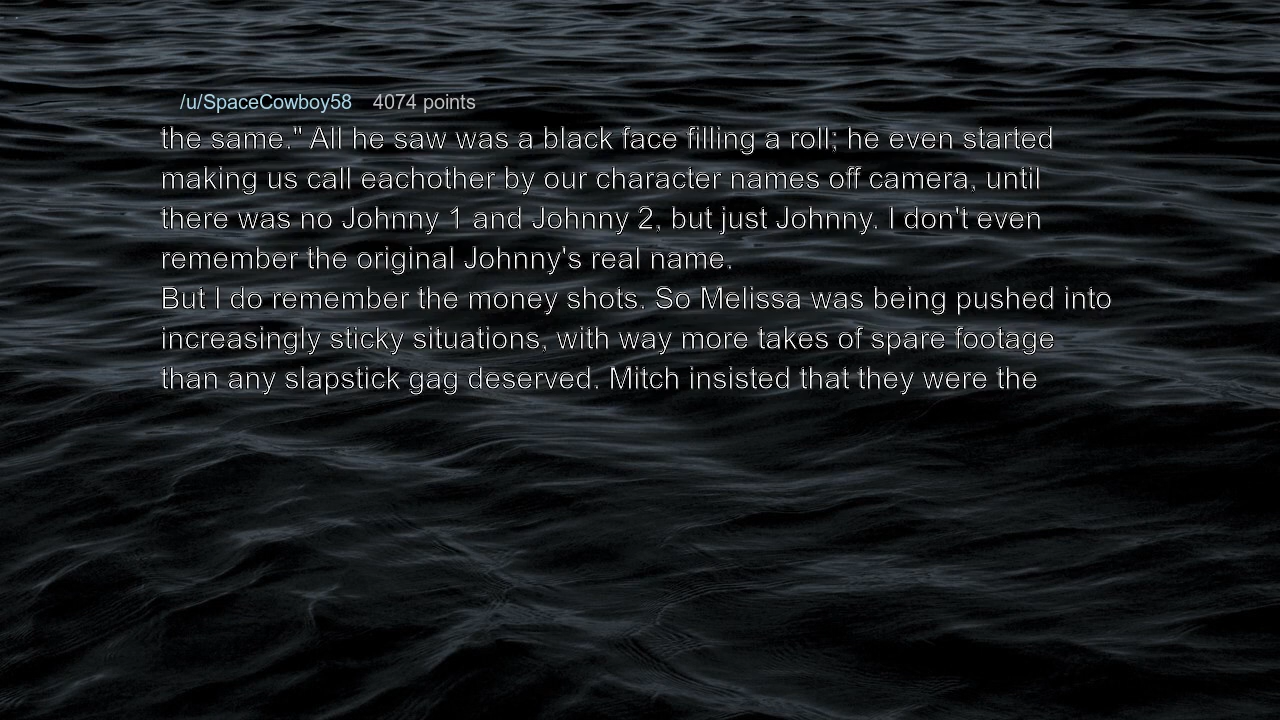 /u/SpaceCowboy58 4074 points
the same." All he saw was a black face filling a roll; he even started
making us call eachother by our character names off camera, until
there was no Johnny 1 and Johnny 2, but just Johnny. I don't even
remember the original Johnny's real name.
But I do remember the money shots. So Melissa was being pushed into
increasingly sticky situations, with way more takes of spare footage
than any slapstick gag deserved. Mitch insisted that they were the